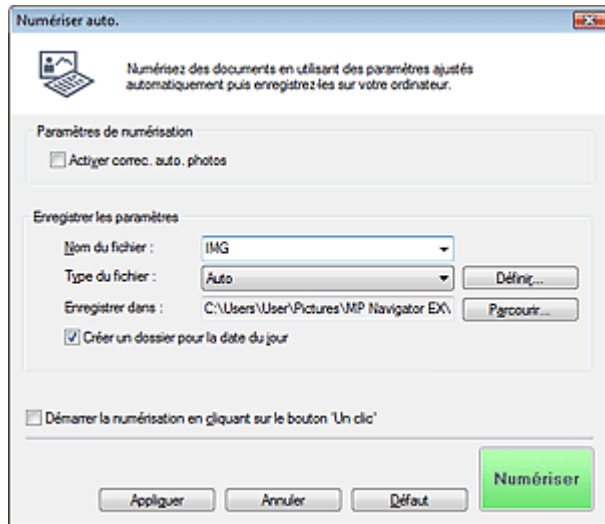 Numériser auto.
Numérisez des documents en utilisant des paramètres ajustés
automatiquement puis enregistrez-les sur votre ordinateur.
Paramètres de numérisation
Activer correc. auto. photos
Enregistrer les paramètres
Nom du fichier : IMG
Type du fichier : Auto Définir...
Enregistrer dans : C:\Users\User\Pictures\MP Navigator EX\ Parcourir...
Créer un dossier pour la date du jour
Démarrer la numérisation en cliquant sur le bouton 'Un clic'
Numériser
Appliquer Annuler Défaut